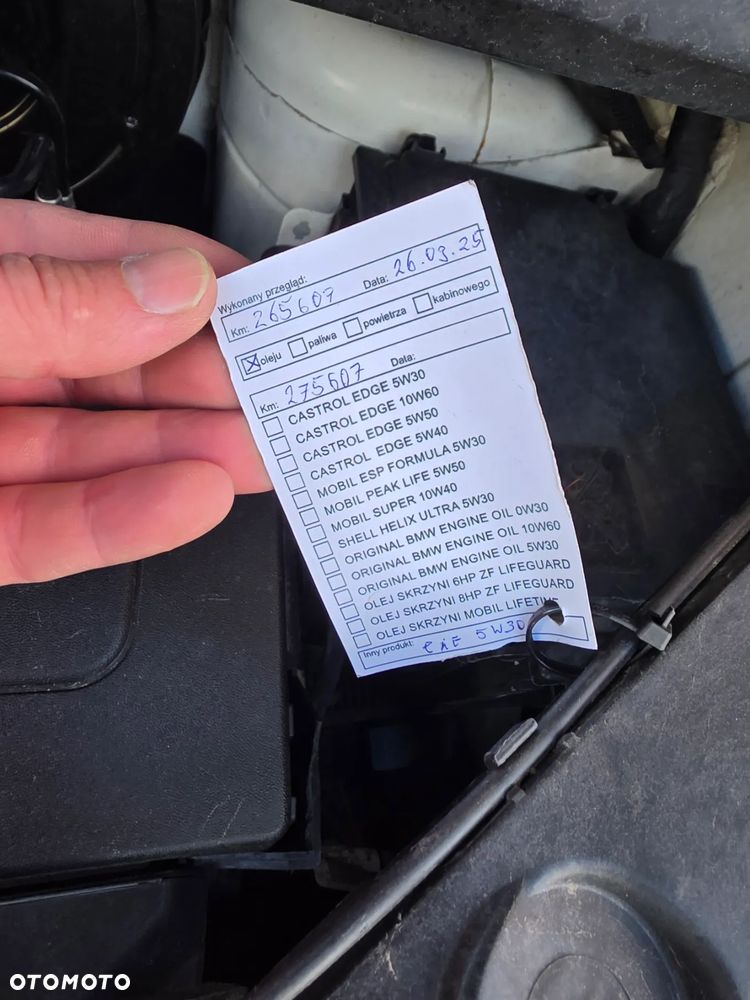 Wykonany przegląd:
Km: 265607 Data: 26.03.25
oleju paliwa powietrza kabinowego
Km: 275607 Data:
CASTROL EDGE 5W30
CASTROL EDGE 10W60
CASTROL EDGE 5W50
CASTROL EDGE 5W40
MOBIL ESP FORMULA 5W30
MOBIL PEAK LIFE 5W50
MOBIL SUPER 10W40
SHELL HELIX ULTRA 5W30
ORIGINAL BMW ENGINE OIL 0W30
ORIGINAL BMW ENGINE OIL 10W60
ORIGINAL BMW ENGINE OIL 5W30
OLEJ SKRZYNI 6HP ZF LIFEGUARD
OLEJ SKRZYNI 8HP ZF LIFEGUARD
OLEJ SKRZYNI MOBIL LIFETIME
Inny produkt: 5W30
OTOMOTO